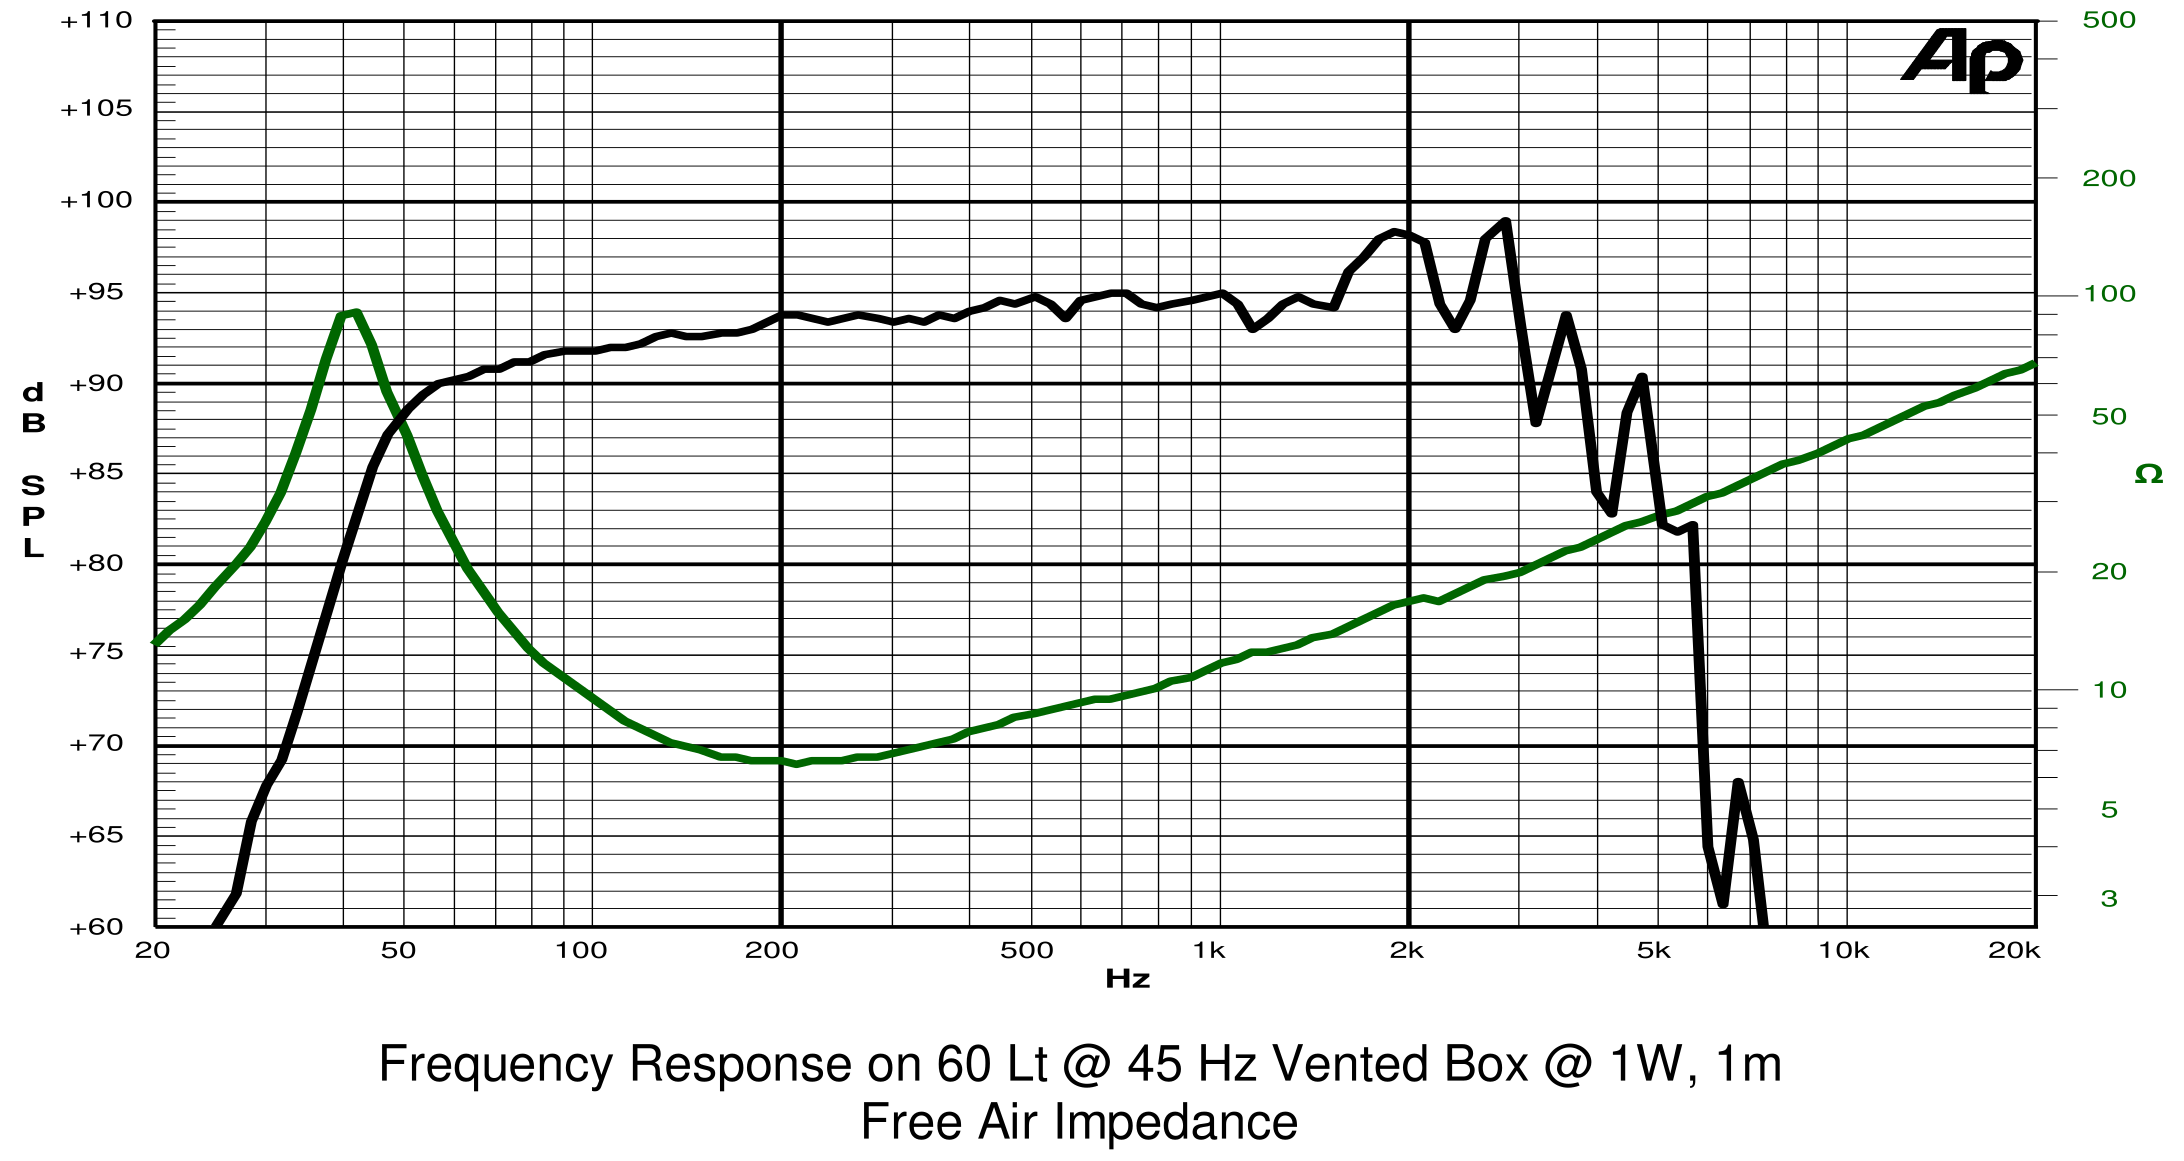 Ap
+110
+105
+100
+95
+90
+85
+80
+75
+70
+65
+60
dB SPL
500
200
100
50
20
10
5
3
Ω
20 50 100 200 500 1k 2k 5k 10k 20k
Hz
Frequency Response on 60 Lt @ 45 Hz Vented Box @ 1W, 1m
Free Air Impedance